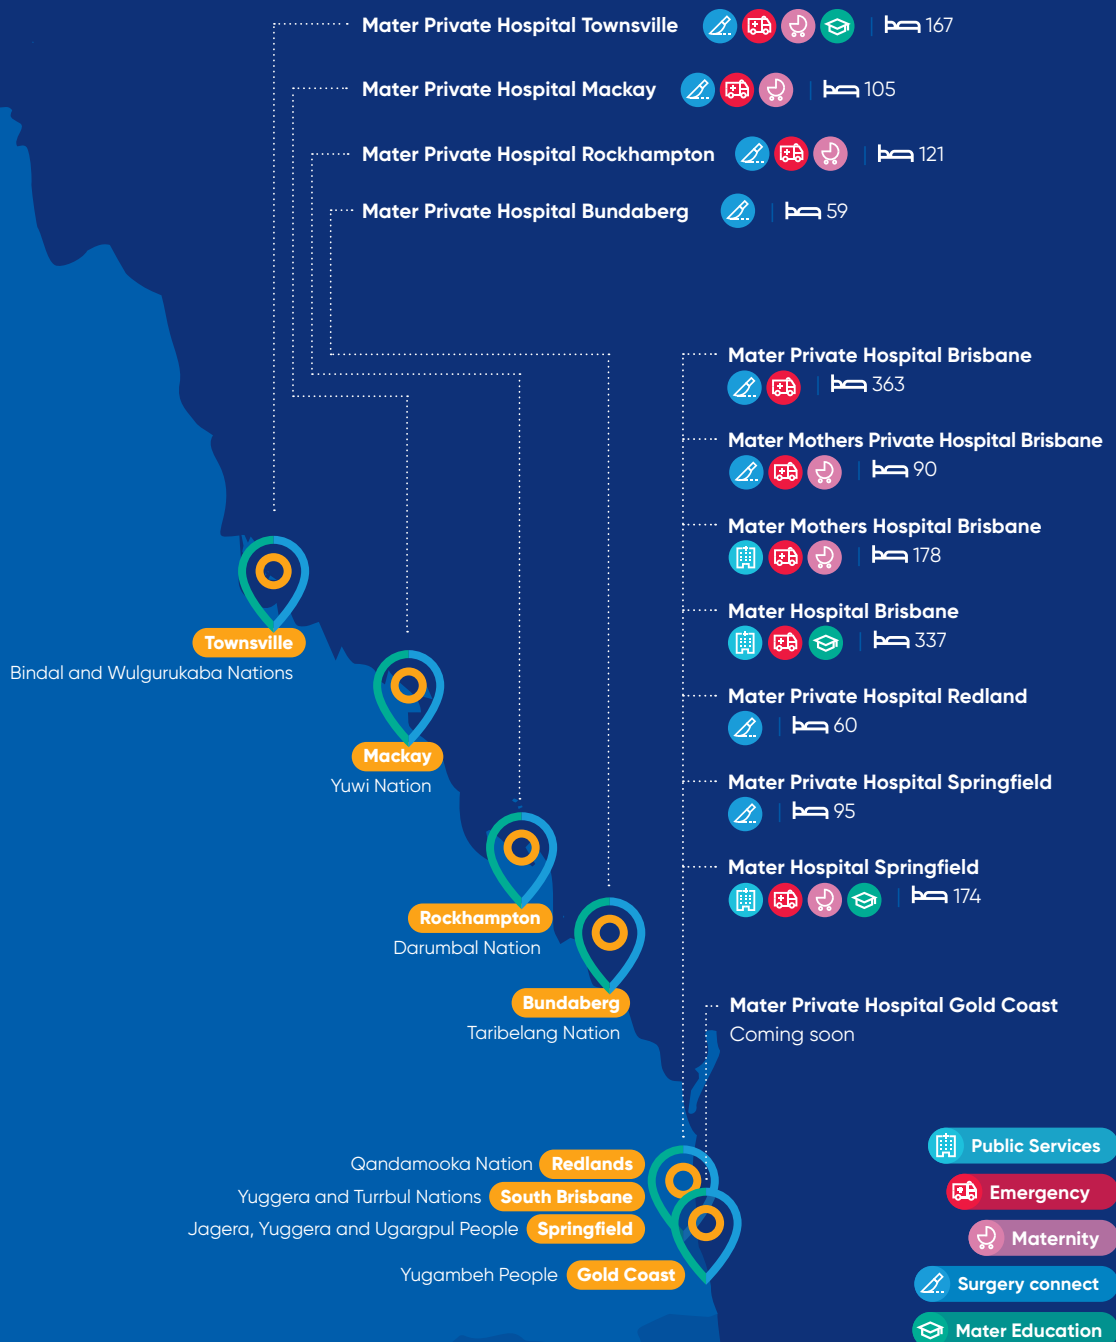 Mater Private Hospital Townsville 167
Mater Private Hospital Mackay 105
Mater Private Hospital Rockhampton 121
Mater Private Hospital Bundaberg 59
Mater Private Hospital Brisbane
363
Mater Mothers Private Hospital Brisbane
90
Mater Mothers Hospital Brisbane
178
Mater Hospital Brisbane
337
Mater Private Hospital Redland
60
Mater Private Hospital Springfield
95
Mater Hospital Springfield
174
Mater Private Hospital Gold Coast
Coming soon
Townsville
Bindal and Wulgurukaba Nations
Mackay
Yuwi Nation
Rockhampton
Darumbal Nation
Bundaberg
Taribelang Nation
Qandamooka Nation Redlands
Yuggera and Turrbul Nations South Brisbane
Jagera, Yuggera and Ugargpul People Springfield
Yugambeh People Gold Coast
Public Services
Emergency
Maternity
Surgery connect
Mater Education